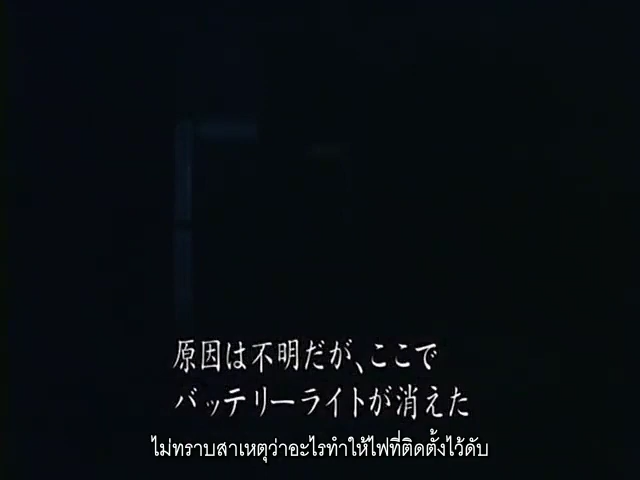 原因は不明だが、ここで
バッテリーライトが消えた
ไม่ทราบสาเหตุว่าอะไรทำให้ไฟที่ติดตั้งไว้ดับ